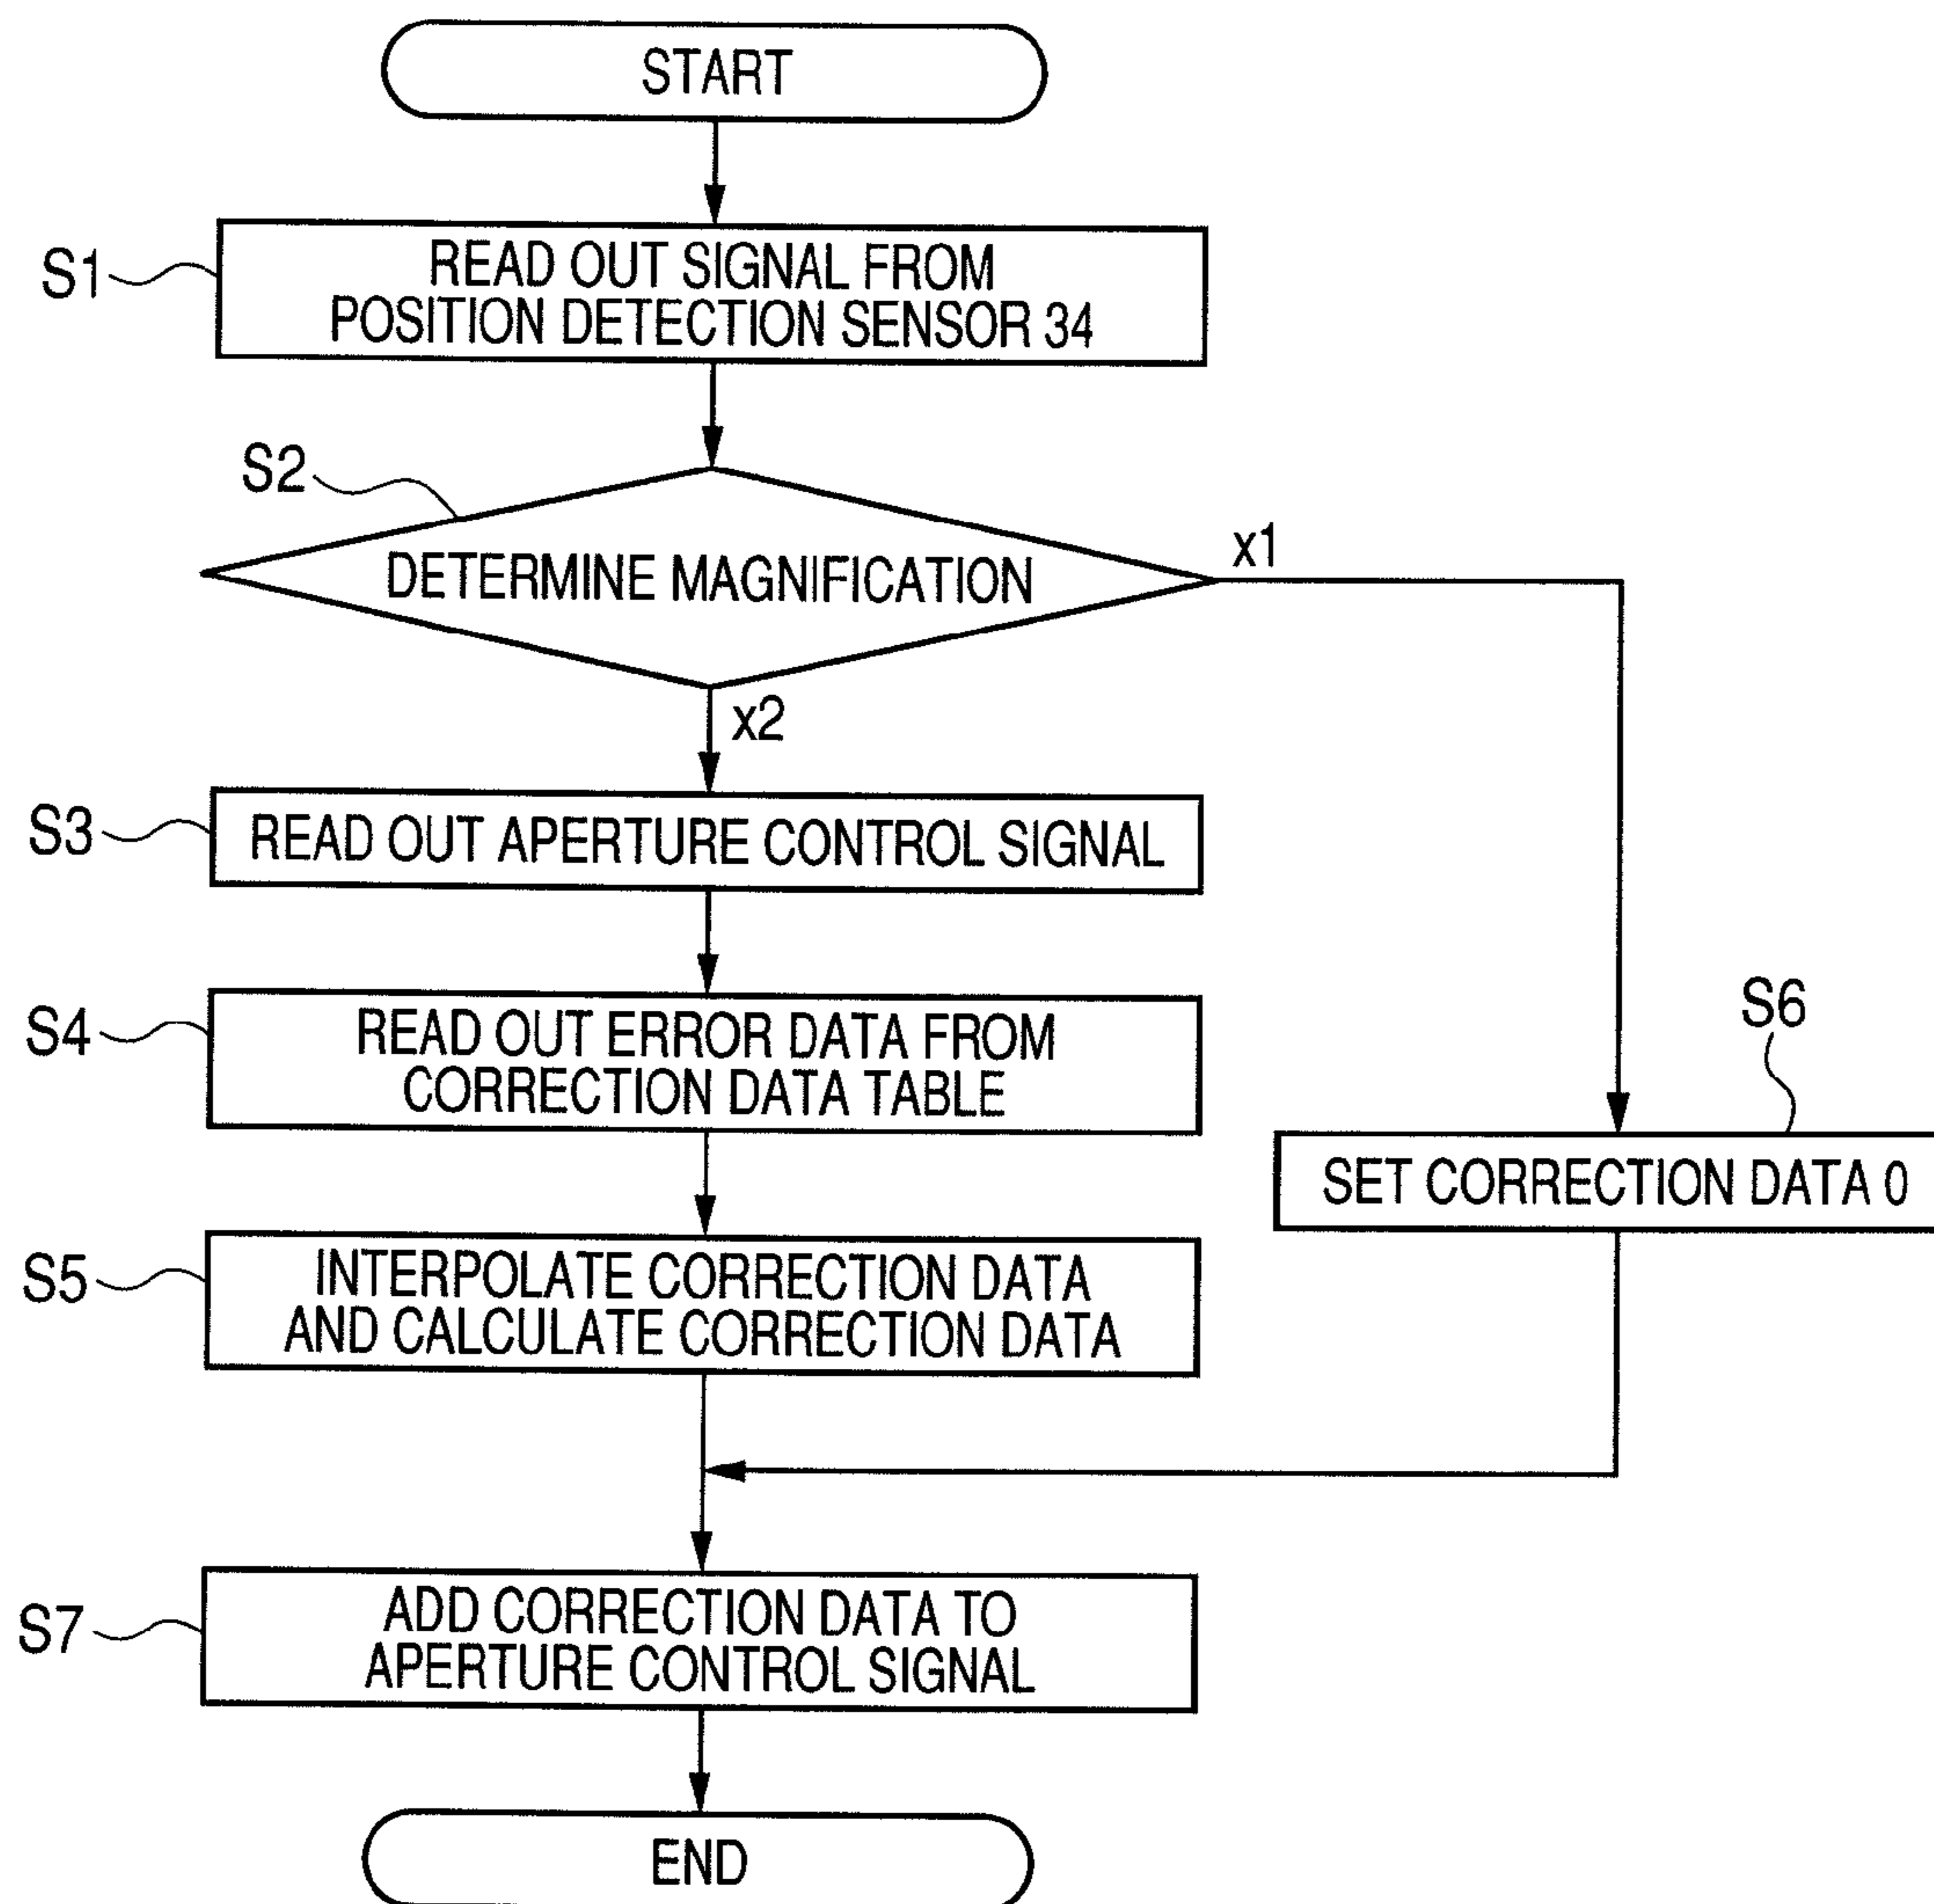 START
S1
READ OUT SIGNAL FROM
POSITION DETECTION SENSOR 34
S2
DETERMINE MAGNIFICATION
x1
x2
S3
READ OUT APERTURE CONTROL SIGNAL
S4
READ OUT ERROR DATA FROM
CORRECTION DATA TABLE
S6
SET CORRECTION DATA 0
S5
INTERPOLATE CORRECTION DATA
AND CALCULATE CORRECTION DATA
S7
ADD CORRECTION DATA TO
APERTURE CONTROL SIGNAL
END